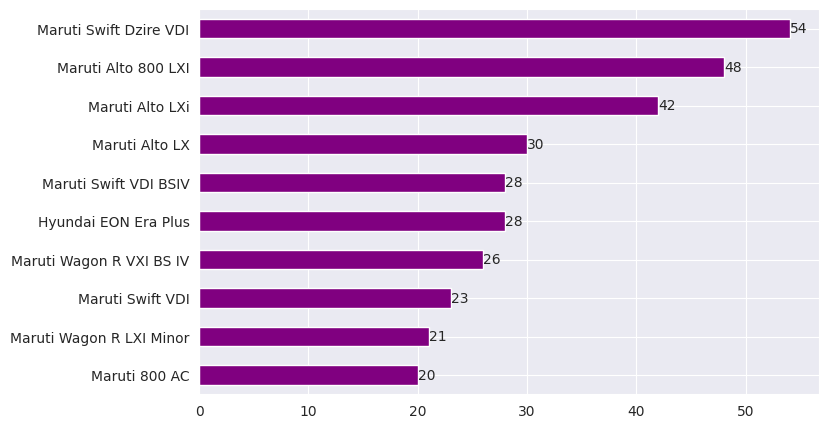 Maruti Swift Dzire VDI 54
Maruti Alto 800 LXI 48
Maruti Alto LXi 42
Maruti Alto LX 30
Maruti Swift VDI BSIV 28
Hyundai EON Era Plus 28
Maruti Wagon R VXI BS IV 26
Maruti Swift VDI 23
Maruti Wagon R LXI Minor 21
Maruti 800 AC 20
0 10 20 30 40 50